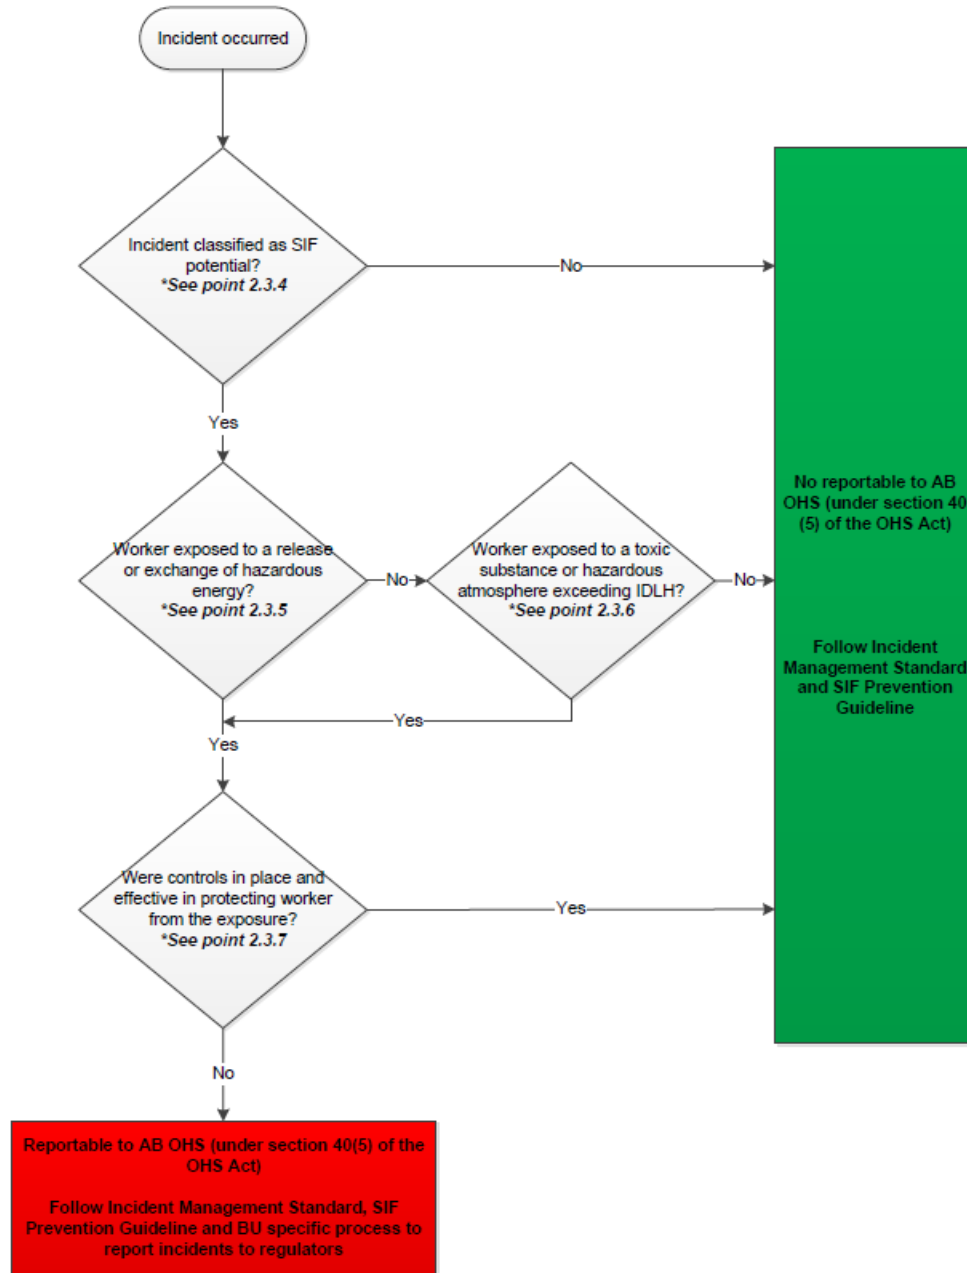 Incident occurred
Incident classified as SIF
potential?
*See point 2.3.4
No
Yes
Worker exposed to a release
or exchange of hazardous
energy?
*See point 2.3.5
No
Worker exposed to a toxic
substance or hazardous
atmosphere exceeding IDLH?
*See point 2.3.6
No
No reportable to AB
OHS (under section 40
(5) of the OHS Act)
Follow Incident
Management Standard
and SIF Prevention
Guideline
Yes
Yes
Were controls in place and
effective in protecting worker
from the exposure?
*See point 2.3.7
Yes
No
Reportable to AB OHS (under section 40(5) of the
OHS Act)
Follow Incident Management Standard, SIF
Prevention Guideline and BU specific process to
report incidents to regulators